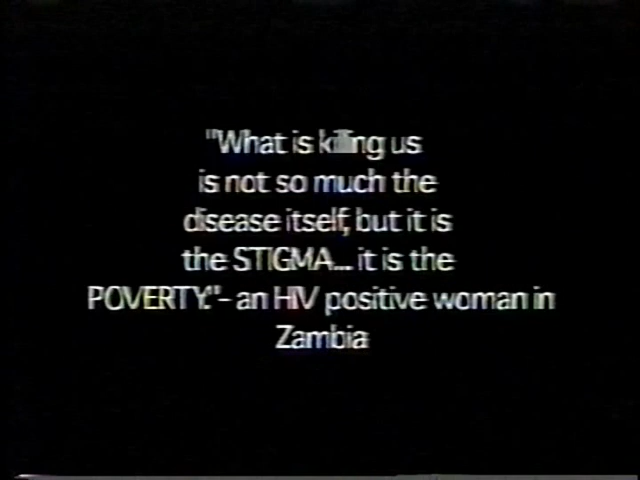 "What is killing us
is not so much the
disease itself, but it is
the STIGMA... it is the
POVERTY."- an HIV positive woman in
Zambia